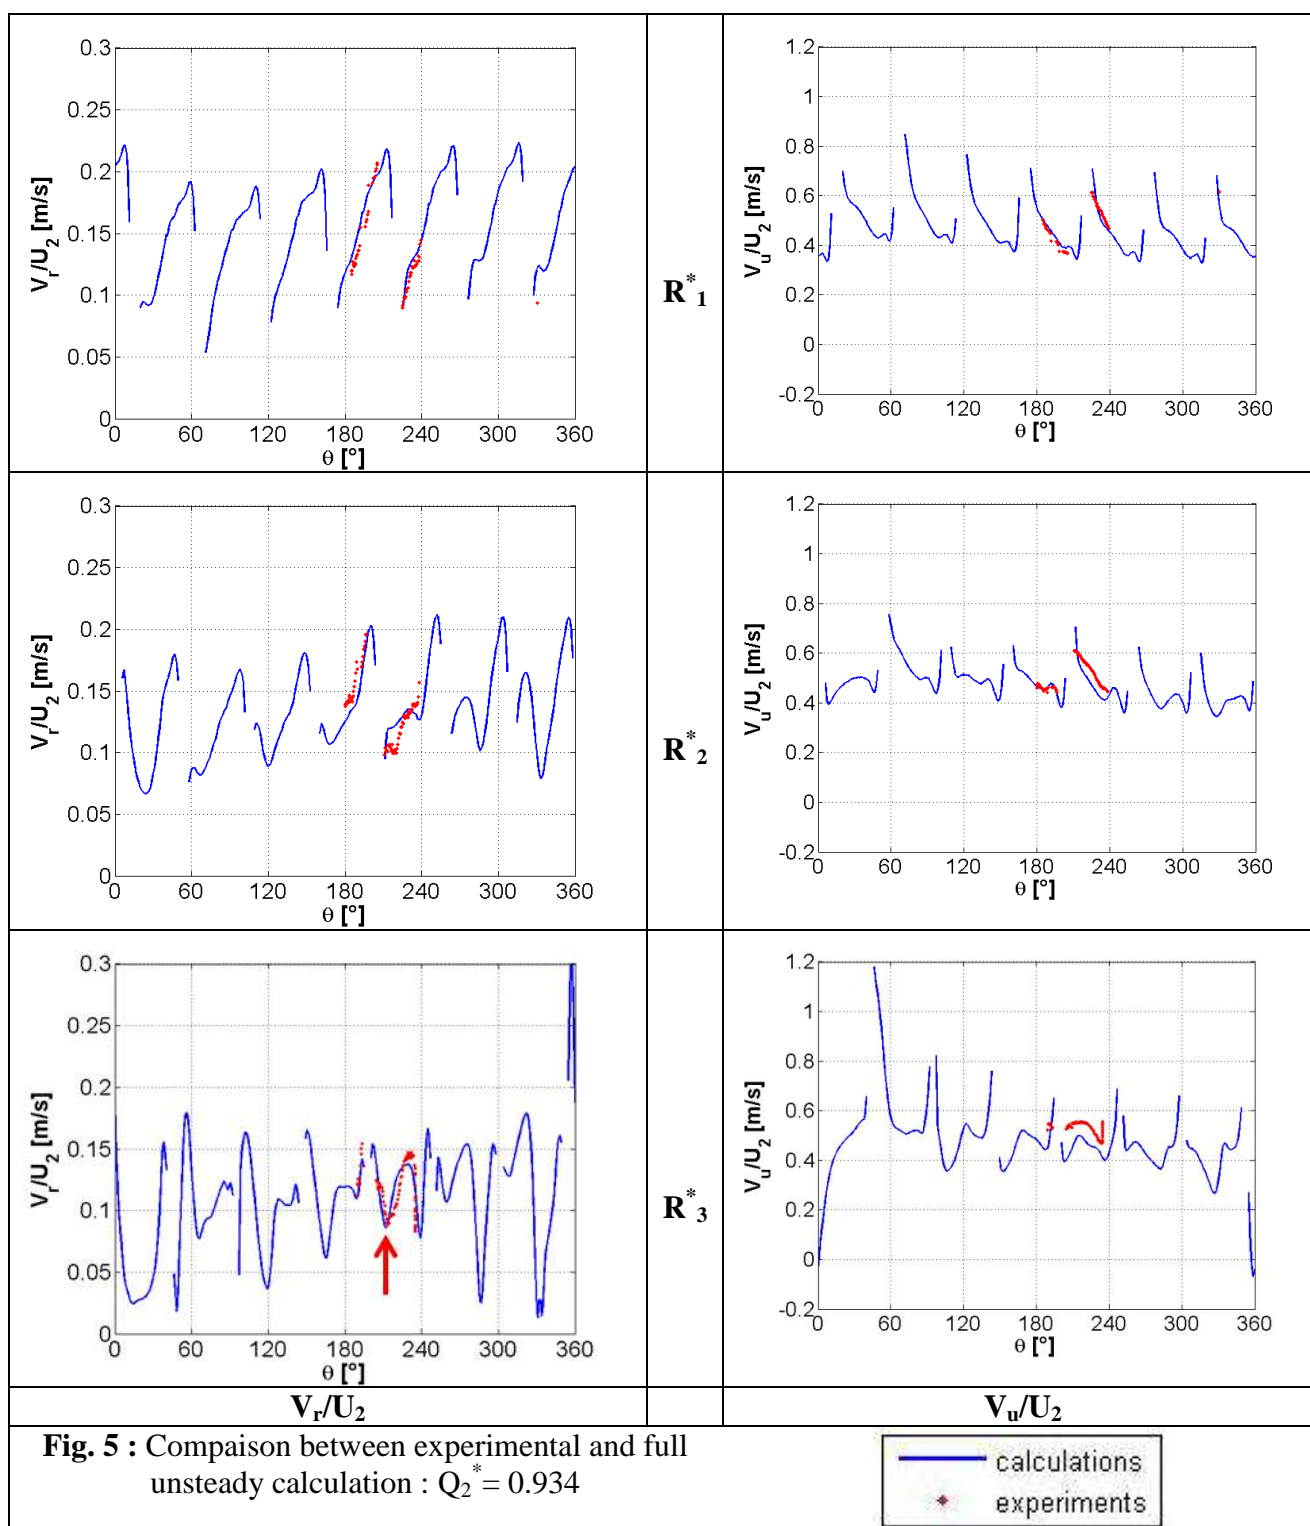 0.3
0.25
0.2
0.15
0.1
0.05
0
V_r/U_2 [m/s]
0 60 120 180 240 300 360
θ [°]
R*_1
1.2
1
0.8
0.6
0.4
0.2
0
-0.2
V_u/U_2 [m/s]
0 60 120 180 240 300 360
θ [°]
0.3
0.25
0.2
0.15
0.1
0.05
0
V_r/U_2 [m/s]
0 60 120 180 240 300 360
θ [°]
R*_2
1.2
1
0.8
0.6
0.4
0.2
0
-0.2
V_u/U_2 [m/s]
0 60 120 180 240 300 360
θ [°]
0.3
0.25
0.2
0.15
0.1
0.05
0
V_r/U_2 [m/s]
0 60 120 180 240 300 360
θ [°]
R*_3
1.2
1
0.8
0.6
0.4
0.2
0
-0.2
V_u/U_2 [m/s]
0 60 120 180 240 300 360
θ [°]
V_r/U_2
V_u/U_2
Fig. 5 : Compaison between experimental and full
unsteady calculation : Q_2* = 0.934
calculations
experiments